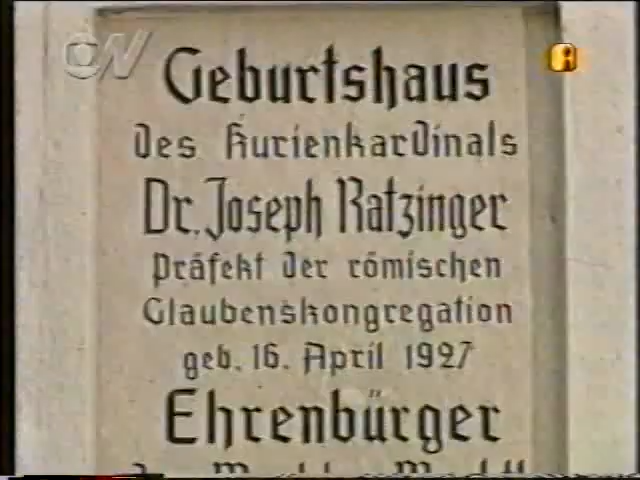 Geburtshaus
des Kurienkardinals
Dr. Joseph Ratzinger
Präfekt der römischen
Glaubenskongregation
geb. 16. April 1927
Ehrenbürger